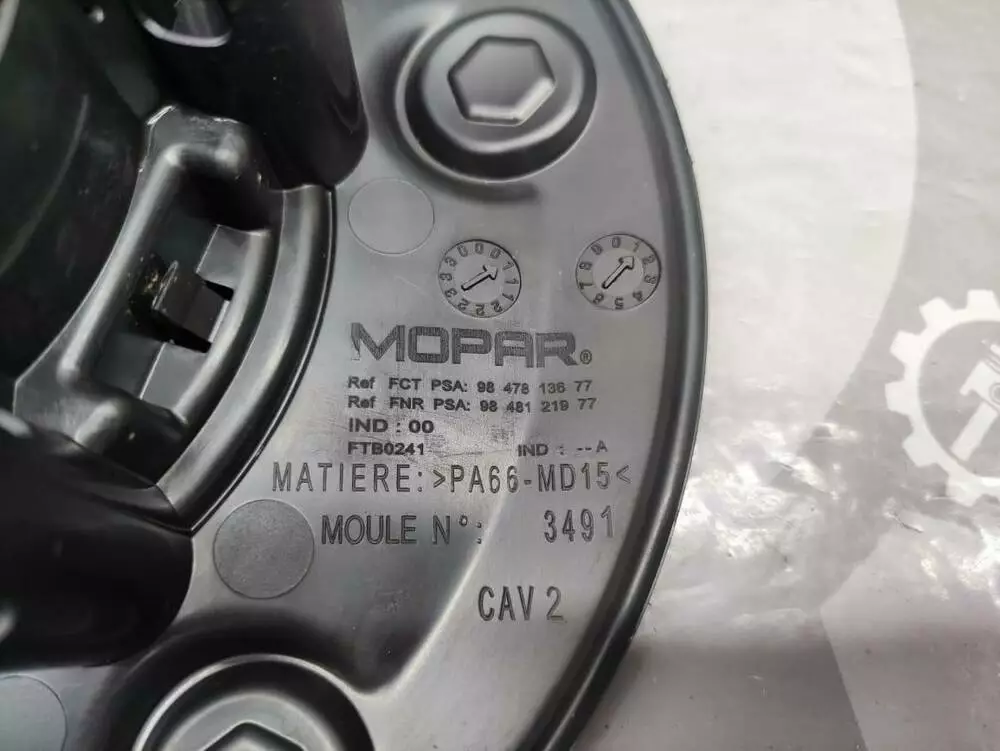 MOPAR®
Ref FCT PSA: 98 478 136 77
Ref FNR PSA: 98 481 219 77
IND : 00
FTB0241 IND : --A
MATIERE: >PA66-MD15<
MOULE N°: 3491
CAV 2